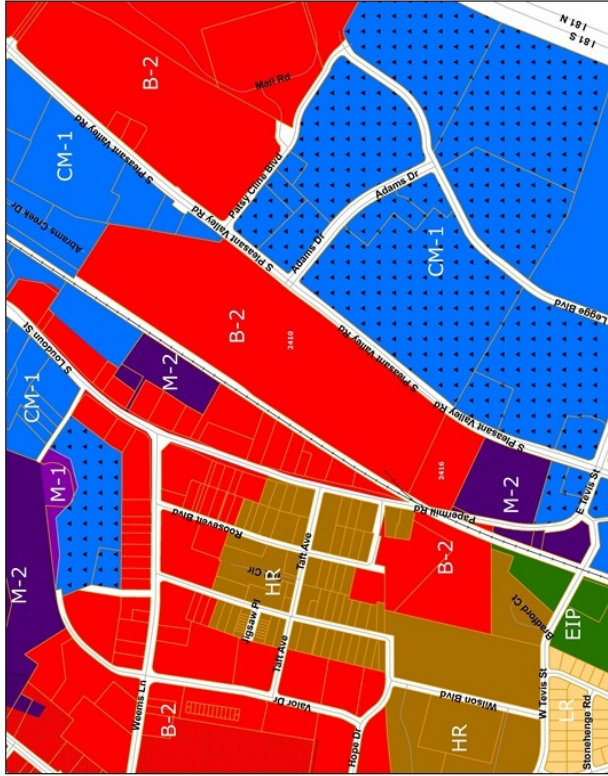 I 81 N
I 81 S
B-2
Mall Rd
CM-1
S Pleasant Valley Rd
Patsy Cline Blvd
Abrams Creek Dr
S Pleasant Valley Rd
Adams Dr
Adams Dr
CM-1
Legge Blvd
S Loudoun St
CM-1
M-2
B-2
2410
S Pleasant Valley Rd
M-2
M-1
S Pleasant Valley Rd
2416
M-2
E Tevis St
Papermill Rd
Roosevelt Blvd
Cir
HR
Taft Ave
B-2
Jigsaw Pl
Taft Ave
Bradford Ct
EIP
Weems Ln
B-2
Valor Dr
Hope Dr
Wilson Blvd
HR
W Tevis St
LR
Stonehenge Rd